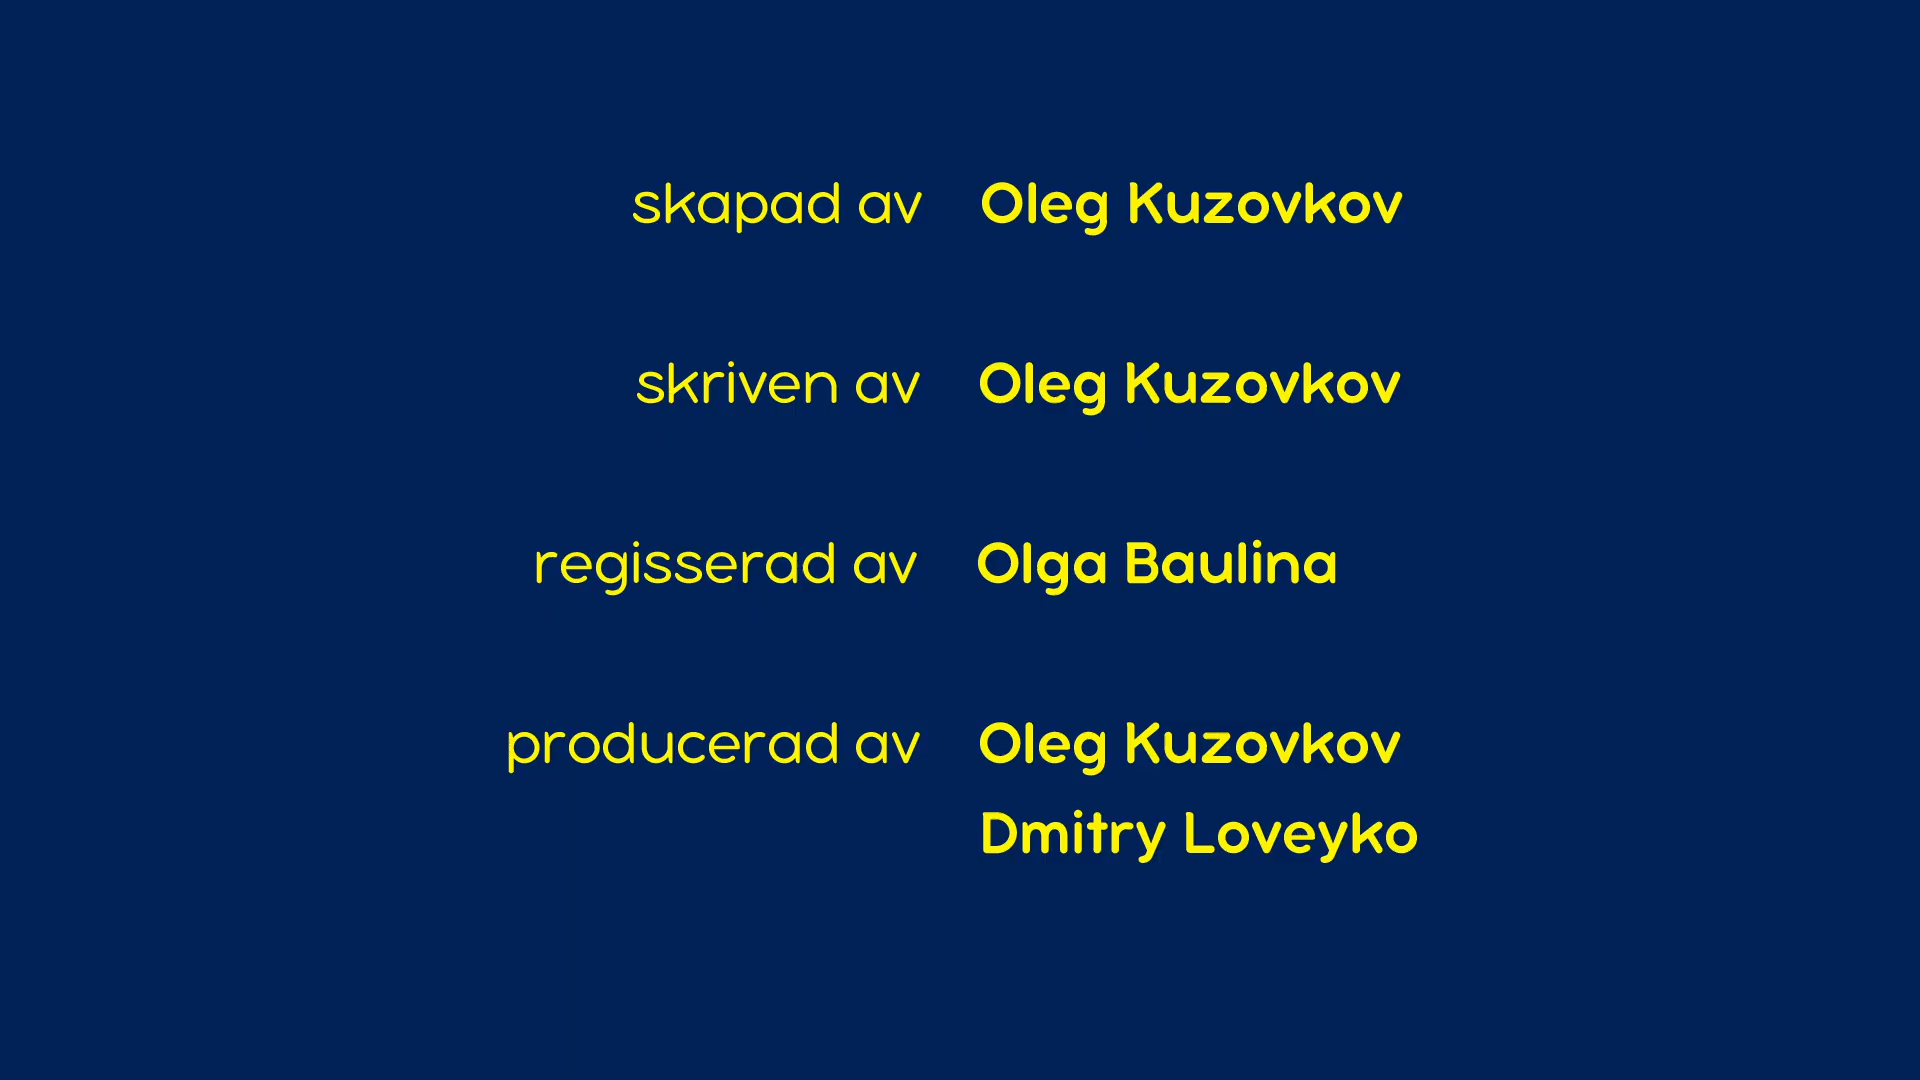 skapad av Oleg Kuzovkov
skriven av Oleg Kuzovkov
regisserad av Olga Baulina
producerad av Oleg Kuzovkov
Dmitry Loveyko